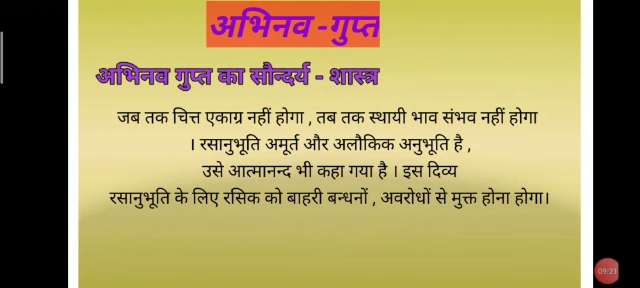 अभिनव -गुप्त
अभिनव गुप्त का सौन्दर्य - शास्त्र
जब तक चित्त एकाग्र नहीं होगा , तब तक स्थायी भाव संभव नहीं होगा
। रसानुभूति अमूर्त और अलौकिक अनुभूति है ,
उसे आत्मानन्द भी कहा गया है । इस दिव्य
रसानुभूति के लिए रसिक को बाहरी बन्धनों , अवरोधों से मुक्त होना होगा।
09:21